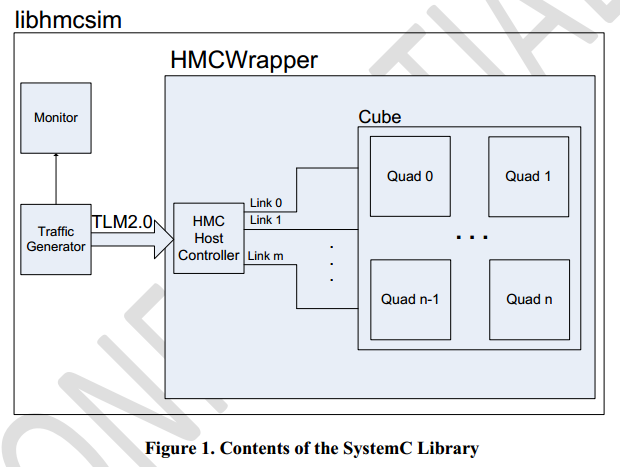 libhmcsim
HMCWrapper
Monitor
Cube
Quad 0
Quad 1
Traffic
Generator
TLM2.0
HMC
Host
Controller
Link 0
Link 1
Link m
. . .
Quad n-1
Quad n
Figure 1. Contents of the SystemC Library